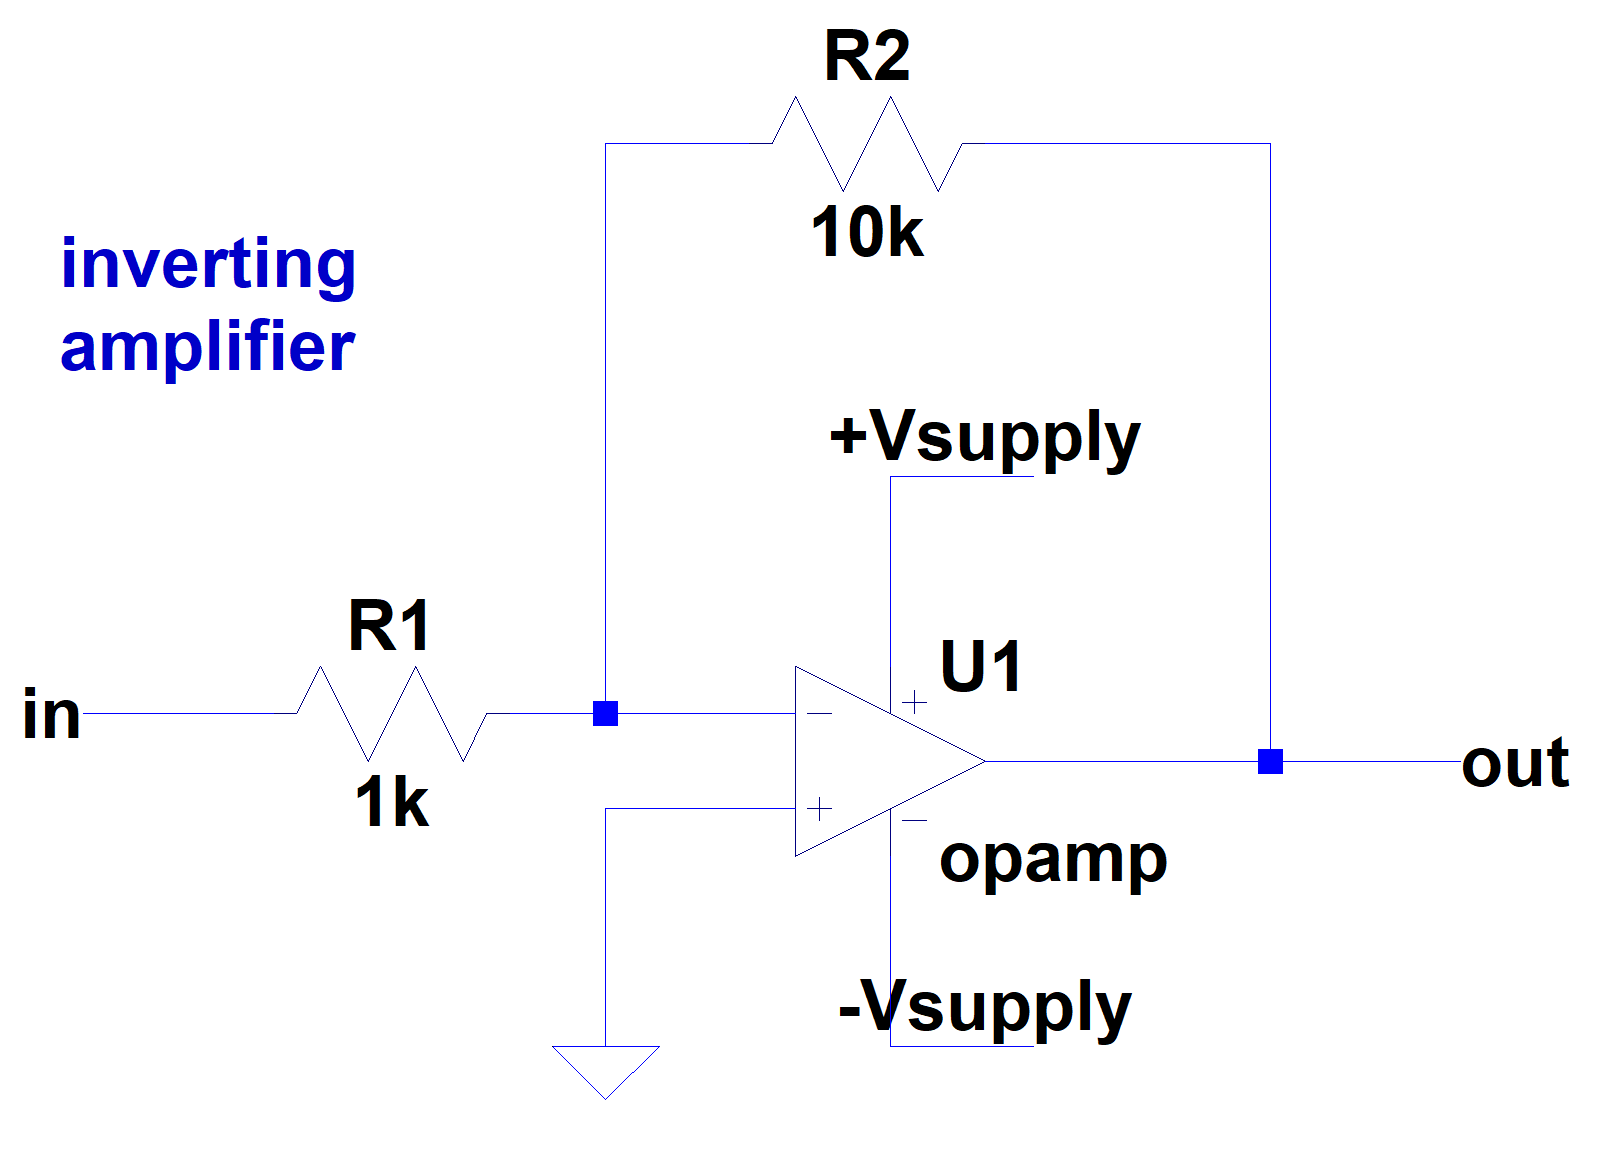 R2
10k
inverting
amplifier
+Vsupply
R1
U1
in
1k
out
opamp
-Vsupply